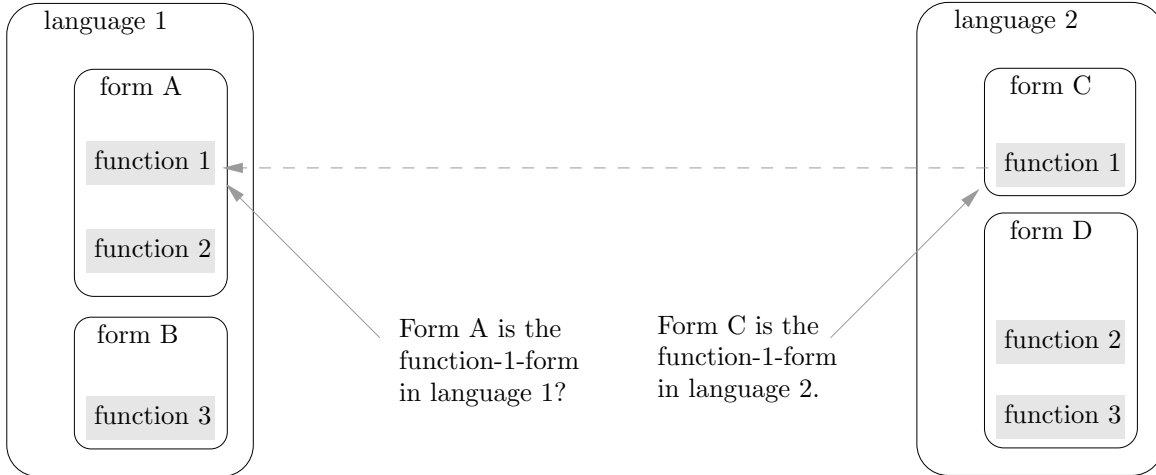 language 1
form A
function 1
function 2
form B
function 3
Form A is the
function-1-form
in language 1?
Form C is the
function-1-form
in language 2.
language 2
form C
function 1
form D
function 2
function 3